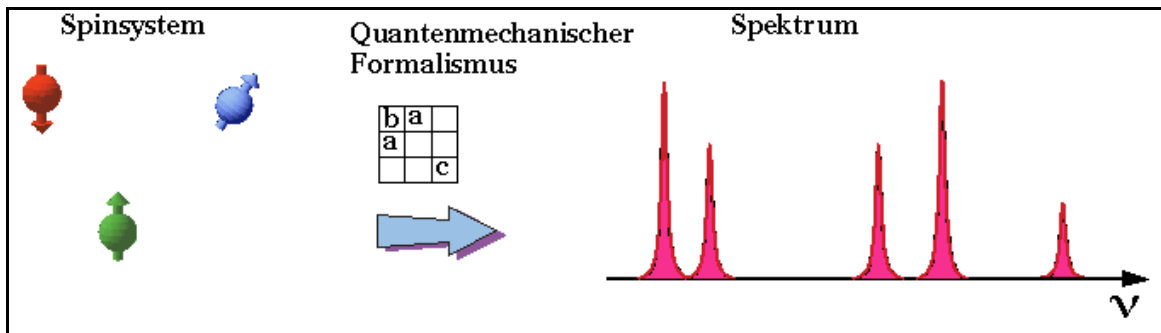 Spinsystem
Quantenmechanischer
Formalismus
b a
a
c
Spektrum
ν